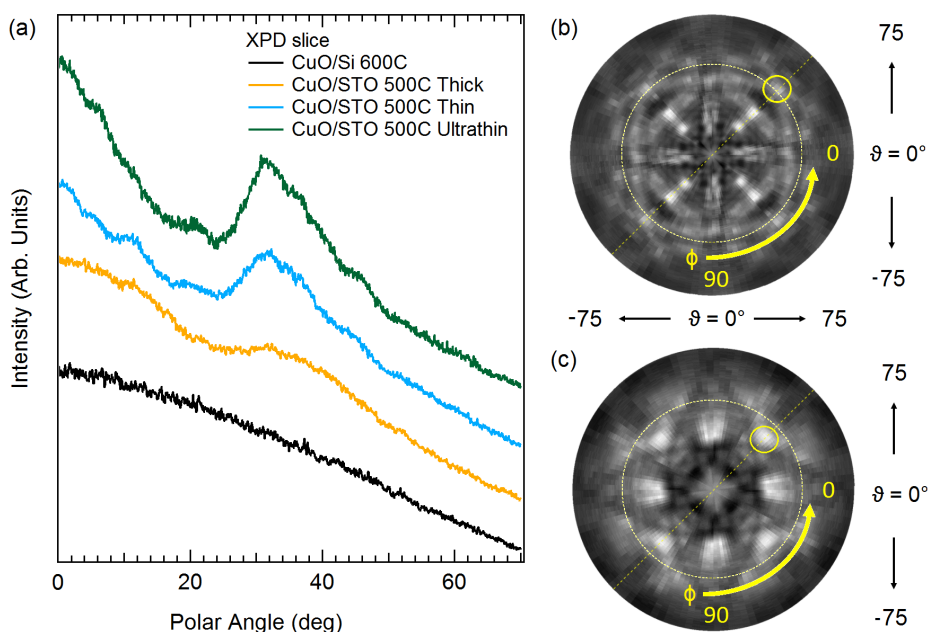 (a)
XPD slice
CuO/Si 600C
CuO/STO 500C Thick
CuO/STO 500C Thin
CuO/STO 500C Ultrathin
Intensity (Arb. Units)
0
20
40
60
Polar Angle (deg)
(b)
75
0
ϑ = 0°
ϕ
90
-75
-75
ϑ = 0°
75
(c)
75
0
ϑ = 0°
ϕ
90
-75